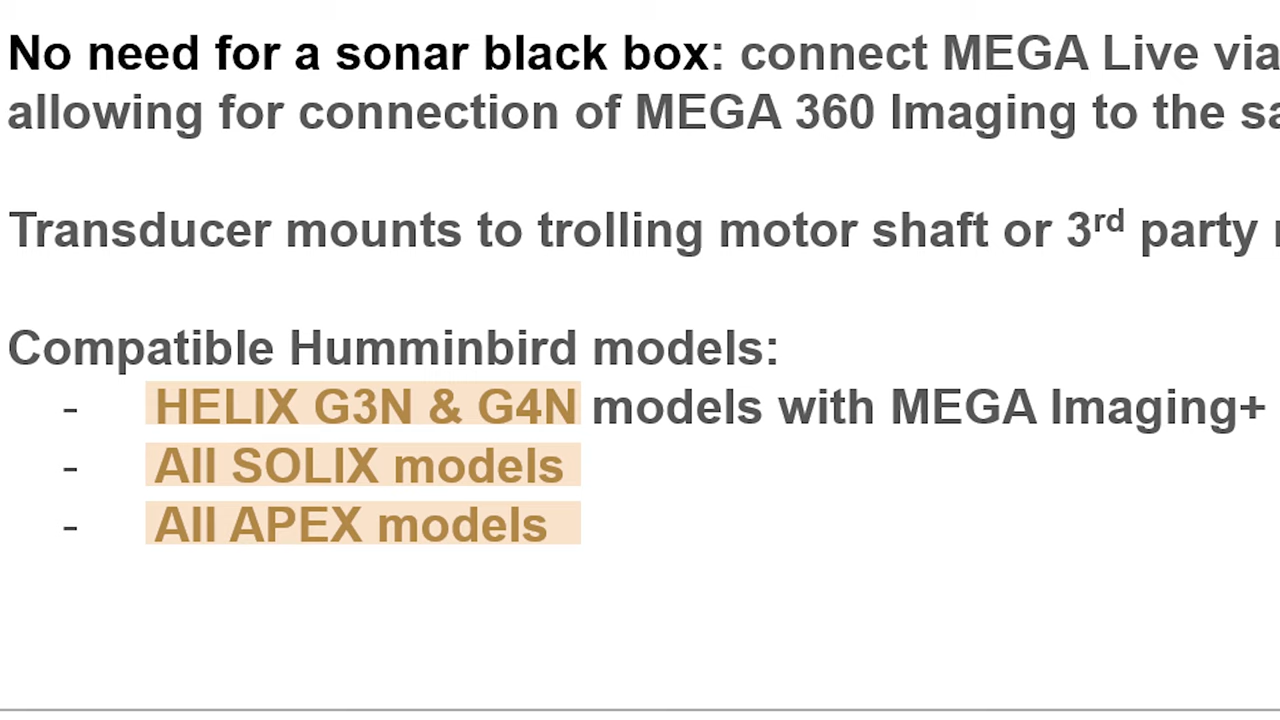 No need for a sonar black box: connect MEGA Live via
allowing for connection of MEGA 360 Imaging to the
Transducer mounts to trolling motor shaft or 3rd party
Compatible Humminbird models:
- HELIX G3N & G4N models with MEGA Imaging+
- All SOLIX models
- All APEX models